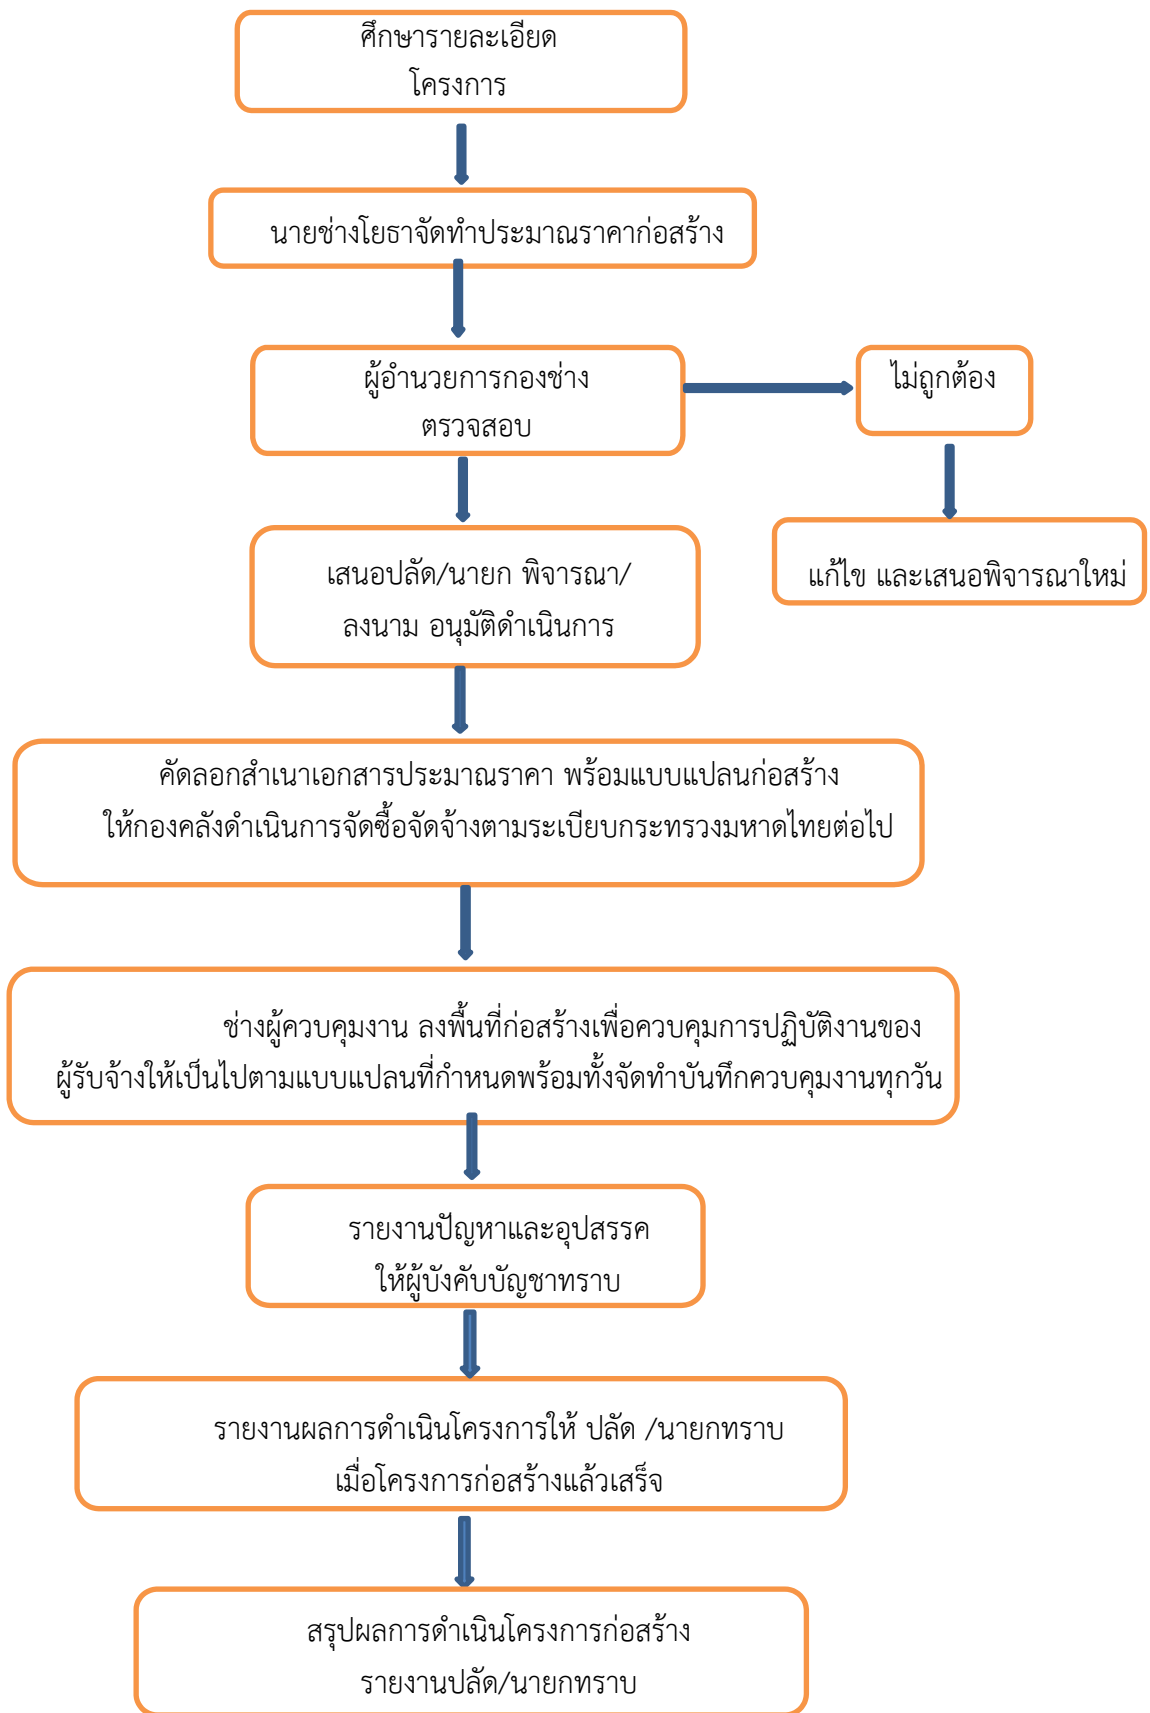 ศึกษารายละเอียด
โครงการ
นายช่างโยธาจัดทำประมาณราคาก่อสร้าง
ผู้อำนวยการกองช่าง
ตรวจสอบ
ไม่ถูกต้อง
เสนอปลัด/นายก พิจารณา/
ลงนาม อนุมัติดำเนินการ
แก้ไข และเสนอพิจารณาใหม่
คัดลอกสำเนาเอกสารประมาณราคา พร้อมแบบแปลนก่อสร้าง
ให้กองคลังดำเนินการจัดซื้อจัดจ้างตามระเบียบกระทรวงมหาดไทยต่อไป
ช่างผู้ควบคุมงาน ลงพื้นที่ก่อสร้างเพื่อควบคุมการปฏิบัติงานของ
ผู้รับจ้างให้เป็นไปตามแบบแปลนที่กำหนดพร้อมทั้งจัดทำบันทึกควบคุมงานทุกวัน
รายงานปัญหาและอุปสรรค
ให้ผู้บังคับบัญชาทราบ
รายงานผลการดำเนินโครงการให้ ปลัด /นายกทราบ
เมื่อโครงการก่อสร้างแล้วเสร็จ
สรุปผลการดำเนินโครงการก่อสร้าง
รายงานปลัด/นายกทราบ